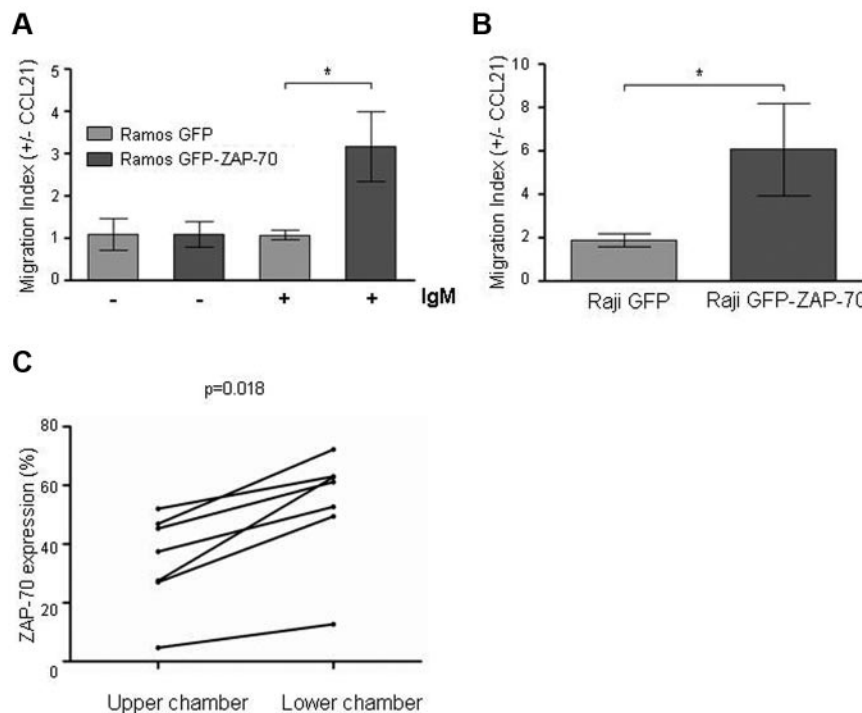 A
Migration Index (+/- CCL21)
5
4
3
2
1
0
Ramos GFP
Ramos GFP-ZAP-70
*
- - + + IgM
B
Migration Index (+/- CCL21)
10
8
6
4
2
0
*
Raji GFP Raji GFP-ZAP-70
C
p=0.018
ZAP-70 expression (%)
80
60
40
20
0
Upper chamber Lower chamber